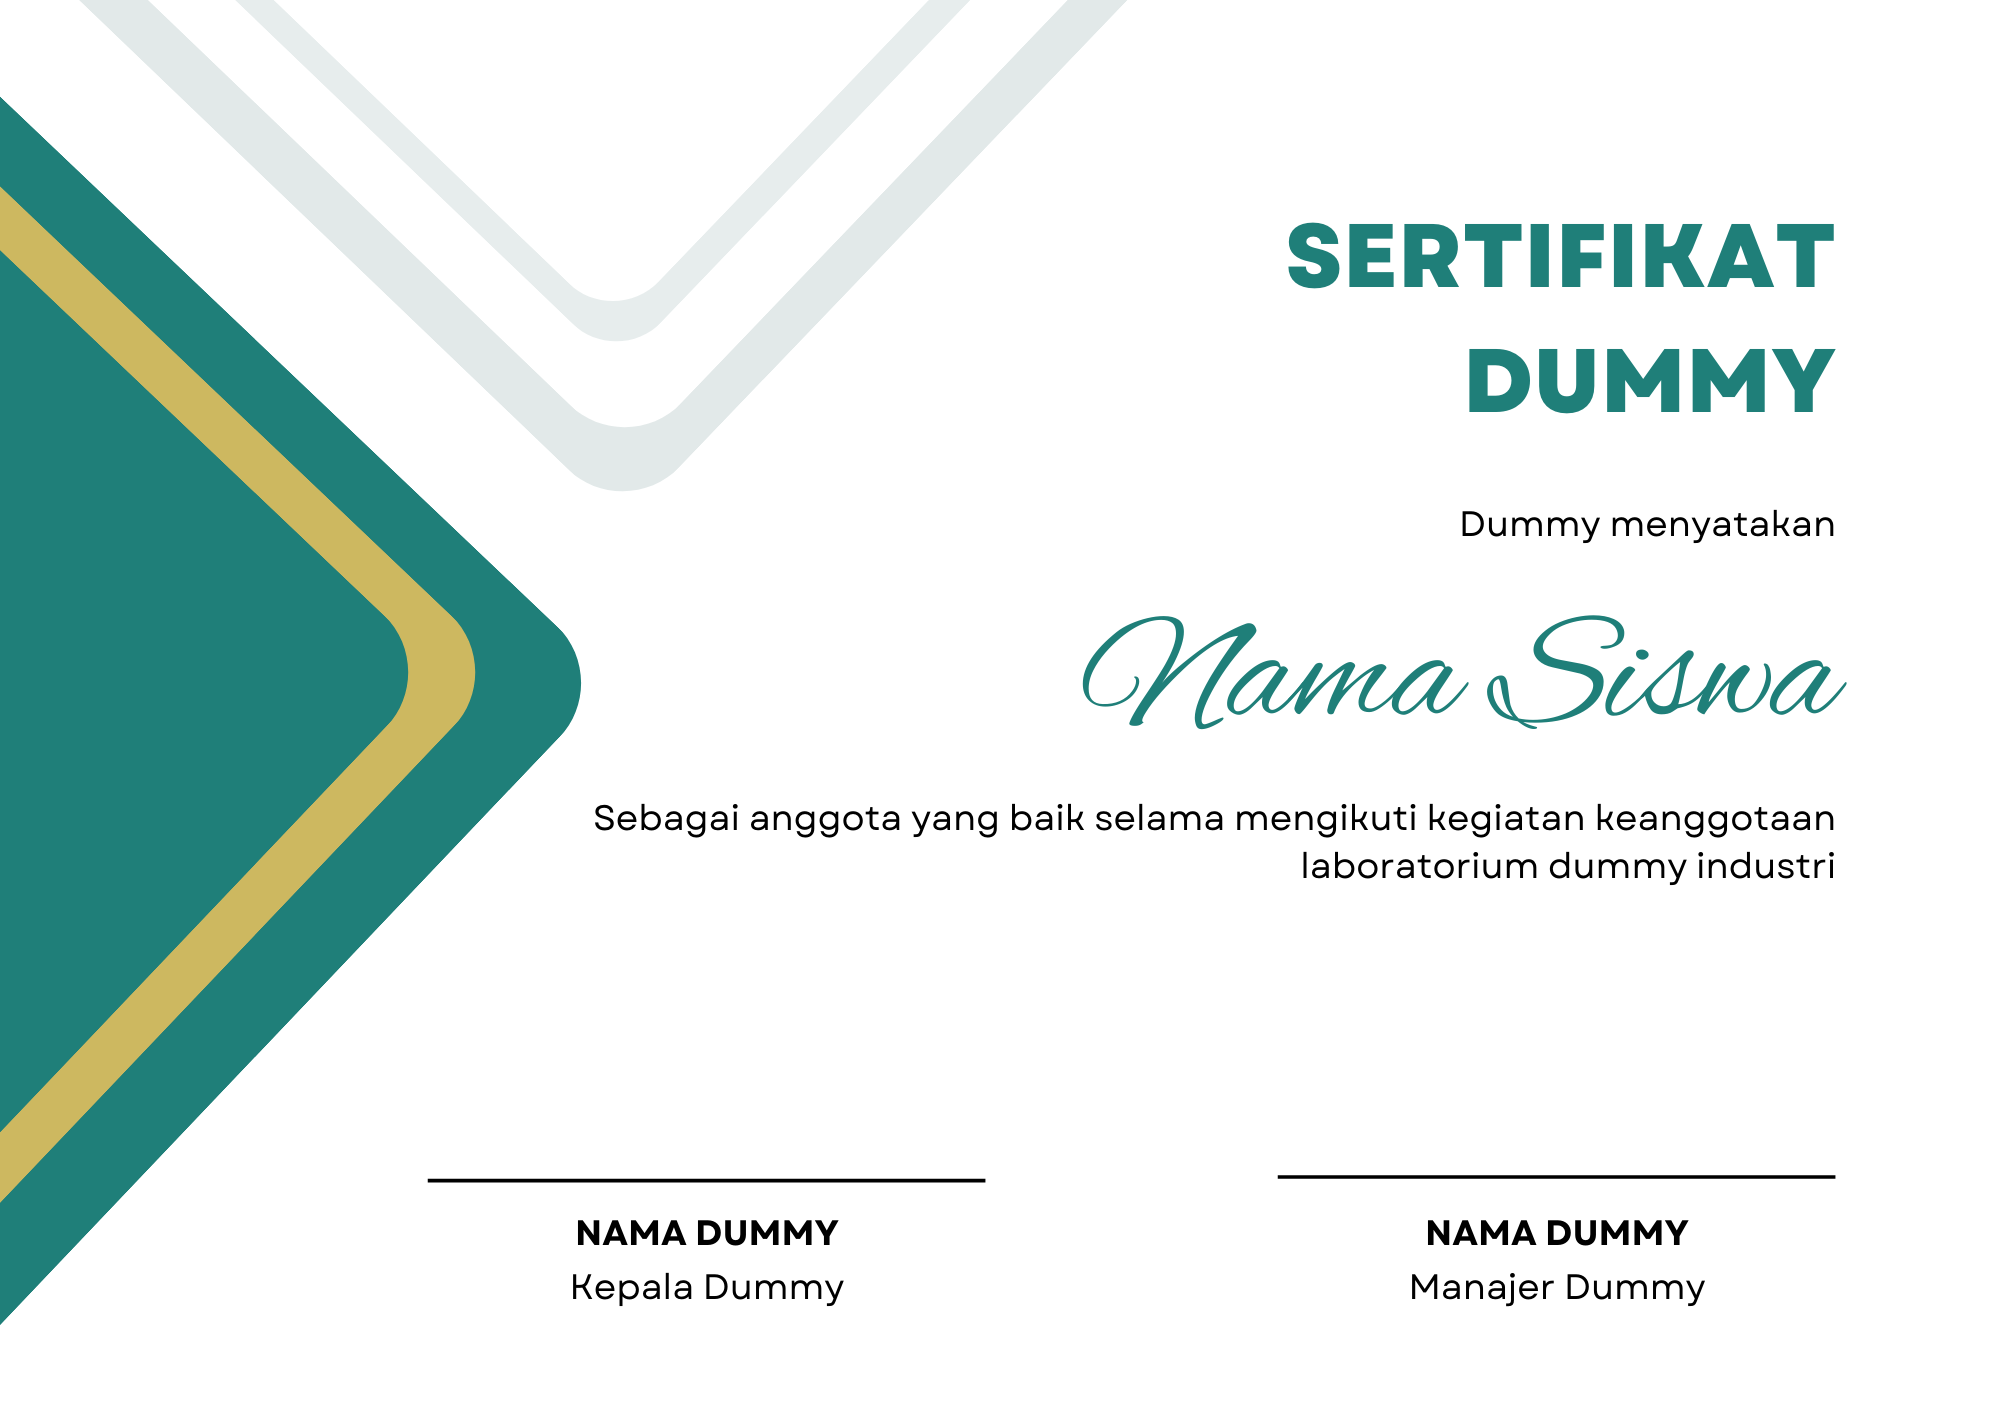 SERTIFIKAT
DUMMY
Dummy menyatakan
Nama Siswa
Sebagai anggota yang baik selama mengikuti kegiatan keanggotaan
laboratorium dummy industri
NAMA DUMMY
Kepala Dummy
NAMA DUMMY
Manajer Dummy